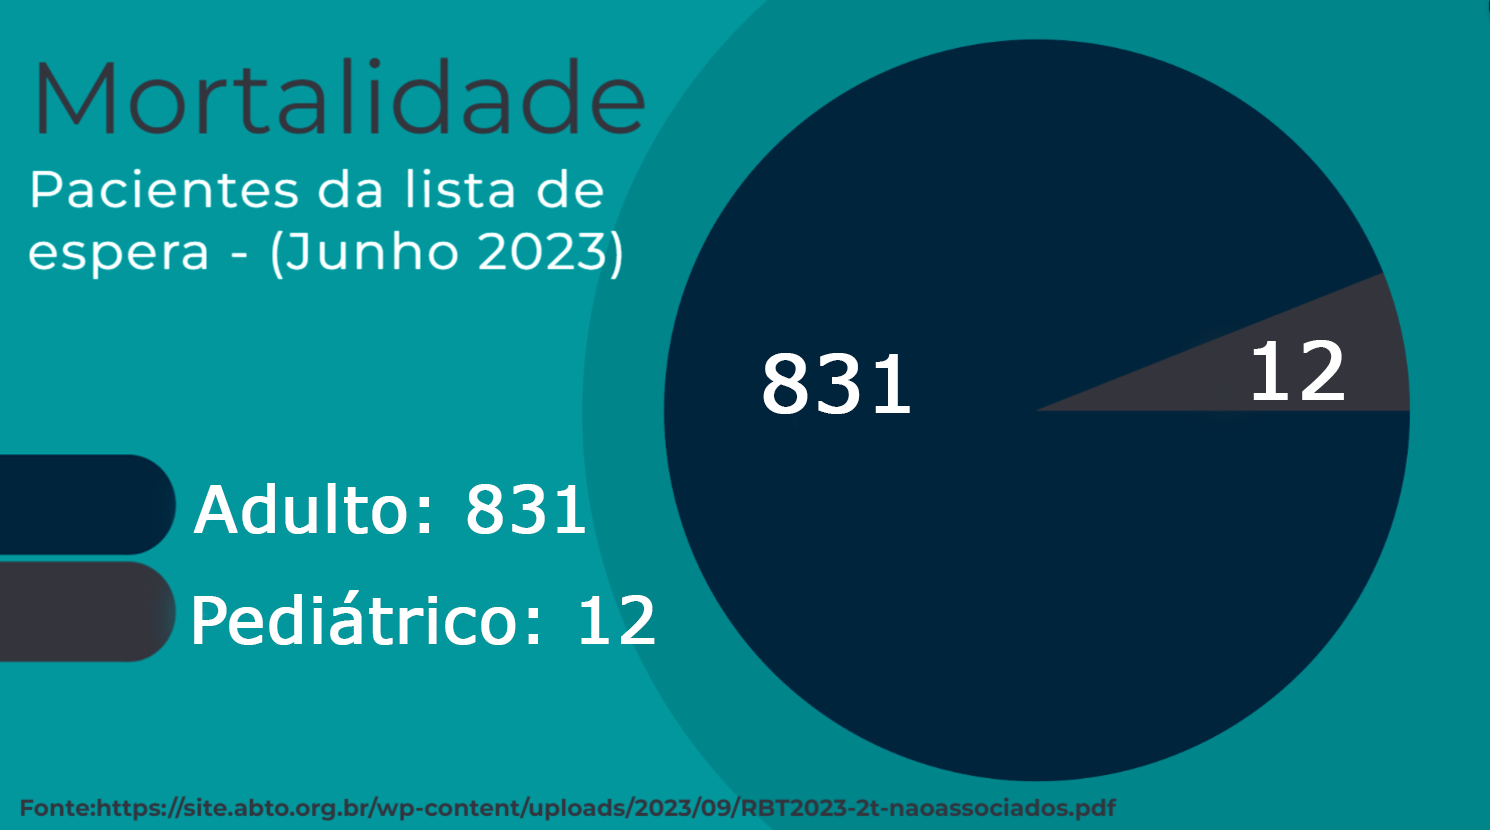 Mortalidade
Pacientes da lista de
espera - (Junho 2023)
831
12
Adulto: 831
Pediátrico: 12
Fonte:https://site.abto.org.br/wp-content/uploads/2023/09/RBT2023-2t-naoassociados.pdf